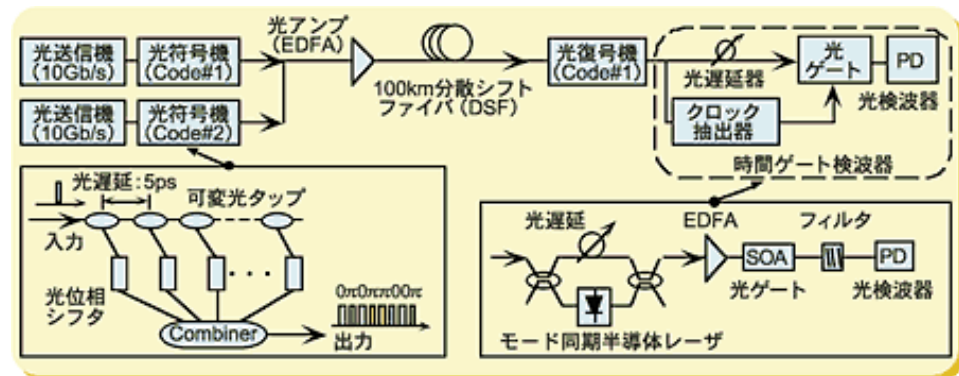 光送信機
(10Gb/s)
光符号機
(Code#1)
光アンプ
(EDFA)
100km分散シフト
ファイバ(DSF)
光復号機
(Code#1)
光遅延器
光
ゲート
PD
光検波器
クロック
抽出器
時間ゲート検波器
光送信機
(10Gb/s)
光符号機
(Code#2)
光遅延:5ps
可変光タップ
入力
光位相
シフタ
Combiner
0π0ππ00π
出力
光遅延
モード同期半導体レーザ
EDFA
SOA
光ゲート
フィルタ
PD
光検波器